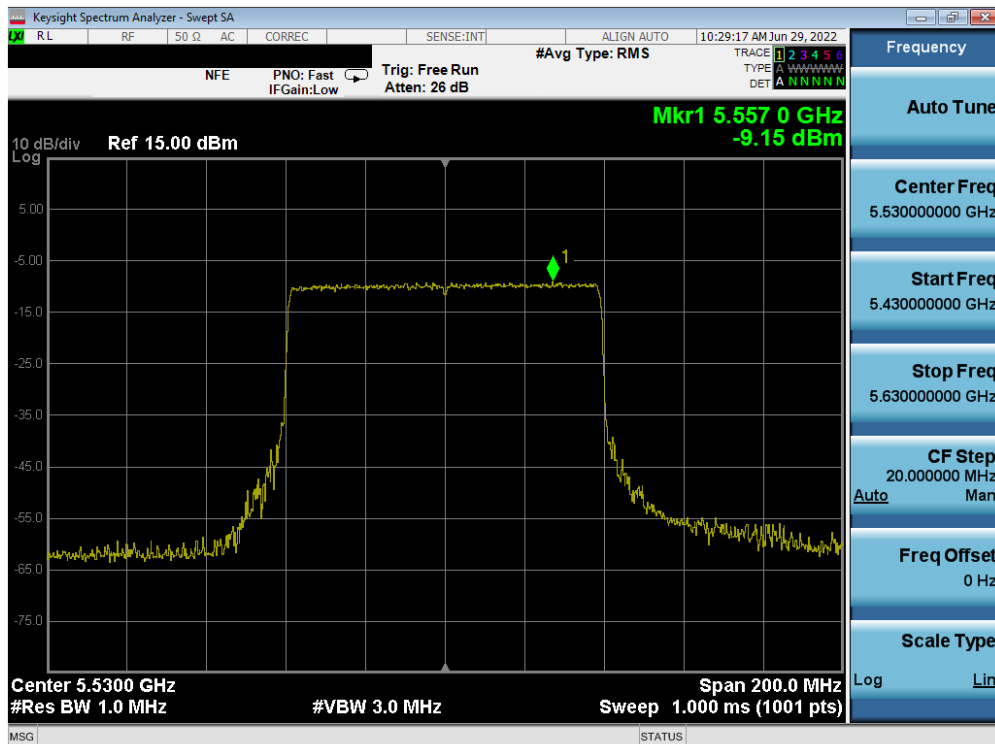 Keysight Spectrum Analyzer - Swept SA
LXI RL RF 50 Ω AC CORREC SENSE:INT ALIGN AUTO 10:29:17 AM Jun 29, 2022
NFE PNO: Fast Trig: Free Run #Avg Type: RMS TRACE 1 2 3 4 5 6
IFGain:Low Atten: 26 dB TYPE A WWWWW
DET A N N N N N
Frequency
Mkr1 5.557 0 GHz
-9.15 dBm
10 dB/div Ref 15.00 dBm
Log
1
5.00
-5.00
-15.0
-25.0
-35.0
-45.0
-55.0
-65.0
-75.0
Center 5.5300 GHz Span 200.0 MHz
#Res BW 1.0 MHz #VBW 3.0 MHz Sweep 1.000 ms (1001 pts)
Auto Tune
Center Freq
5.530000000 GHz
Start Freq
5.430000000 GHz
Stop Freq
5.630000000 GHz
CF Step
20.000000 MHz
Auto Man
Freq Offset
0 Hz
Scale Type
Log Lin
MSG STATUS